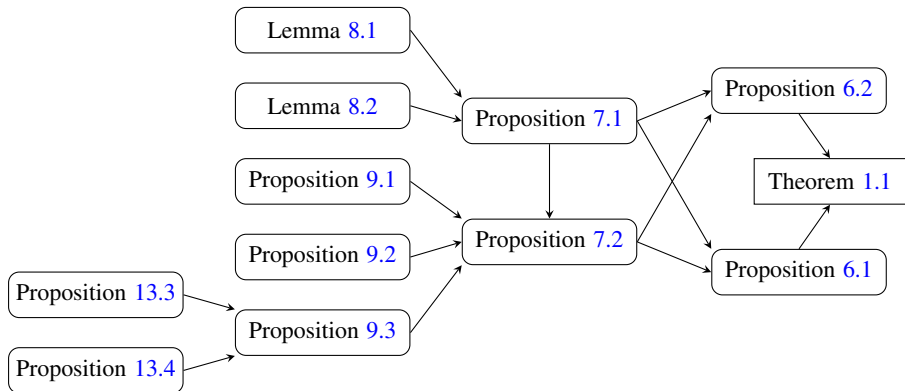 Lemma 8.1
Lemma 8.2
Proposition 9.1
Proposition 9.2
Proposition 9.3
Proposition 13.3
Proposition 13.4
Proposition 7.1
Proposition 7.2
Proposition 6.2
Theorem 1.1
Proposition 6.1